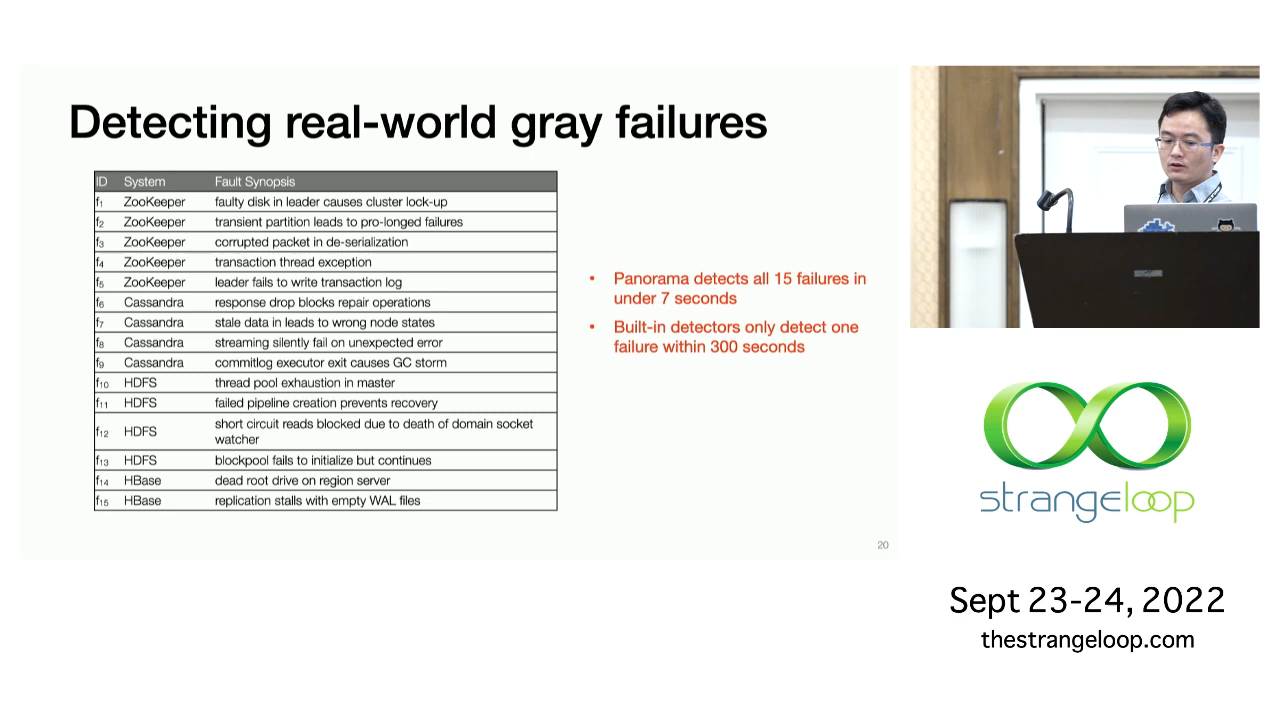 Detecting real-world gray failures
ID System Fault Synopsis
f1 ZooKeeper faulty disk in leader causes cluster lock-up
f2 ZooKeeper transient partition leads to pro-longed failures
f3 ZooKeeper corrupted packet in de-serialization
f4 ZooKeeper transaction thread exception
f5 ZooKeeper leader fails to write transaction log
f6 Cassandra response drop blocks repair operations
f7 Cassandra stale data in leads to wrong node states
f8 Cassandra streaming silently fail on unexpected error
f9 Cassandra commitlog executor exit causes GC storm
f10 HDFS thread pool exhaustion in master
f11 HDFS failed pipeline creation prevents recovery
f12 HDFS short circuit reads blocked due to death of domain socket
watcher
f13 HDFS blockpool fails to initialize but continues
f14 HBase dead root drive on region server
f15 HBase replication stalls with empty WAL files
• Panorama detects all 15 failures in
under 7 seconds
• Built-in detectors only detect one
failure within 300 seconds
20
strangeloop
Sept 23-24, 2022
thestrangeloop.com